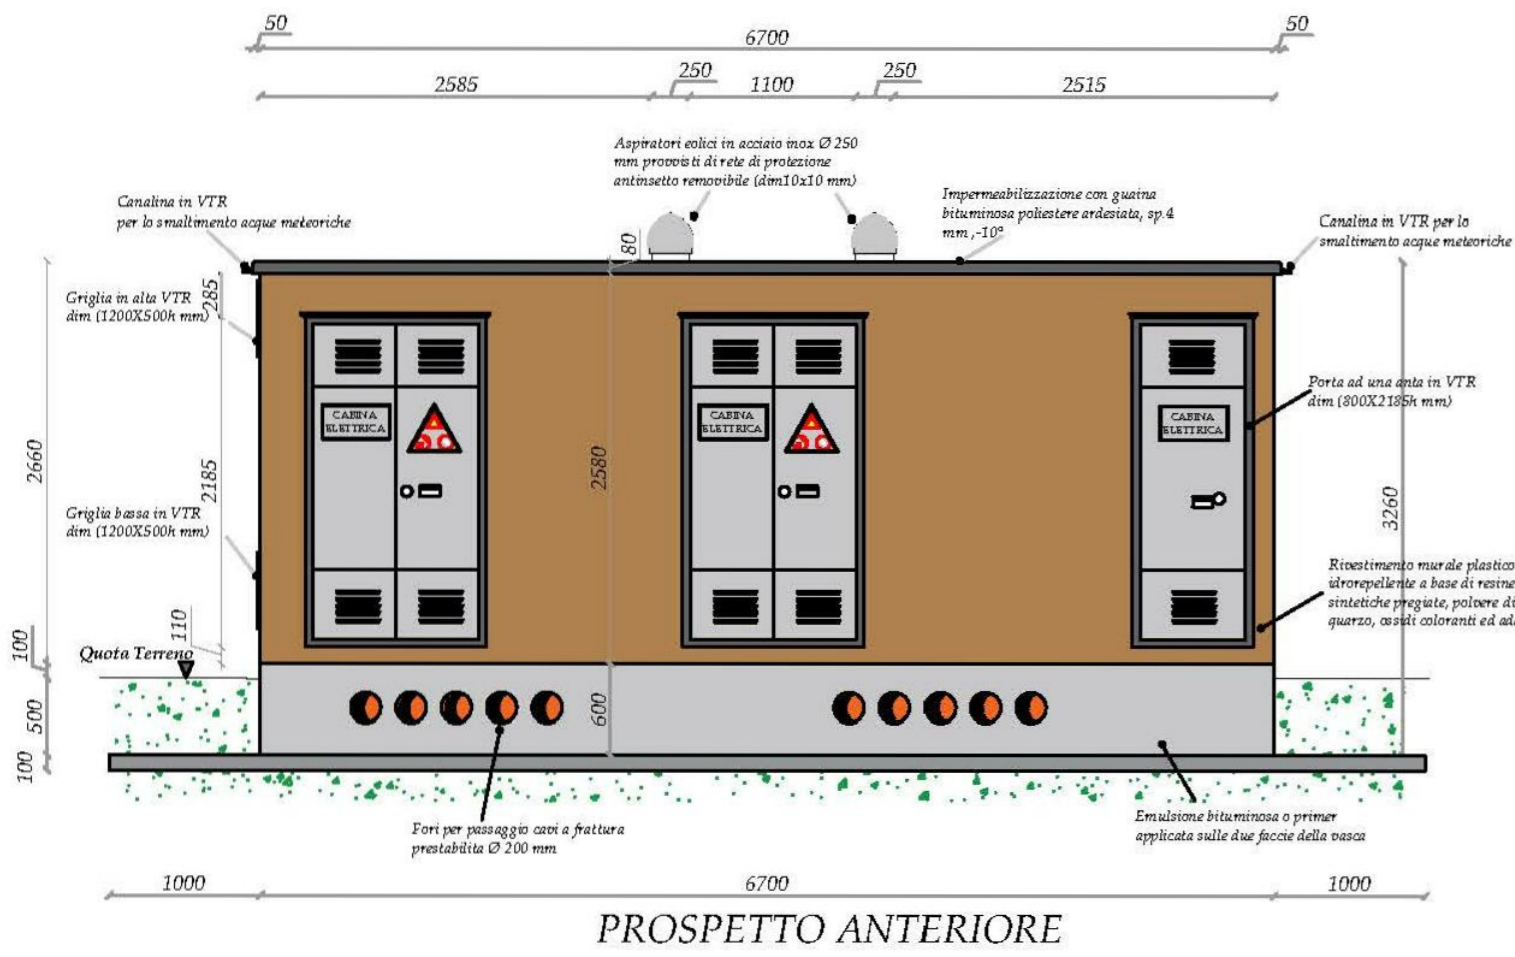 50
6700
50
2585
250
1100
250
2515
Aspiratori eolici in acciaio inox Ø 250
mm provvisti di rete di protezione
antinsetto removibile (dim10x10 mm)
Canalina in VTR
per lo smaltimento acque meteoriche
Impermeabilizzazione con guaina
bituminosa poliestere ardesiata, sp.4
mm ,-10°
Canalina in VTR per lo
smaltimento acque meteoriche
80
285
Griglia in alta VTR
dim (1200X500h mm)
Porta ad una anta in VTR
dim (800X2185h mm)
CABINA
ELETTRICA
CABINA
ELETTRICA
CABINA
ELETTRICA
2660
2185
2580
3260
Griglia bassa in VTR
dim (1200X500h mm)
Rivestimento murale plastico
idrorepellente a base di resine
sintetiche pregiate, polvere di
quarzo, ossidi coloranti ed
110
100
Quota Terreno
500
600
100
Fori per passaggio cavi a frattura
prestabilita Ø 200 mm
Emulsione bituminosa o primer
applicata sulle due faccie della vasca
1000
6700
1000
PROSPETTO ANTERIORE